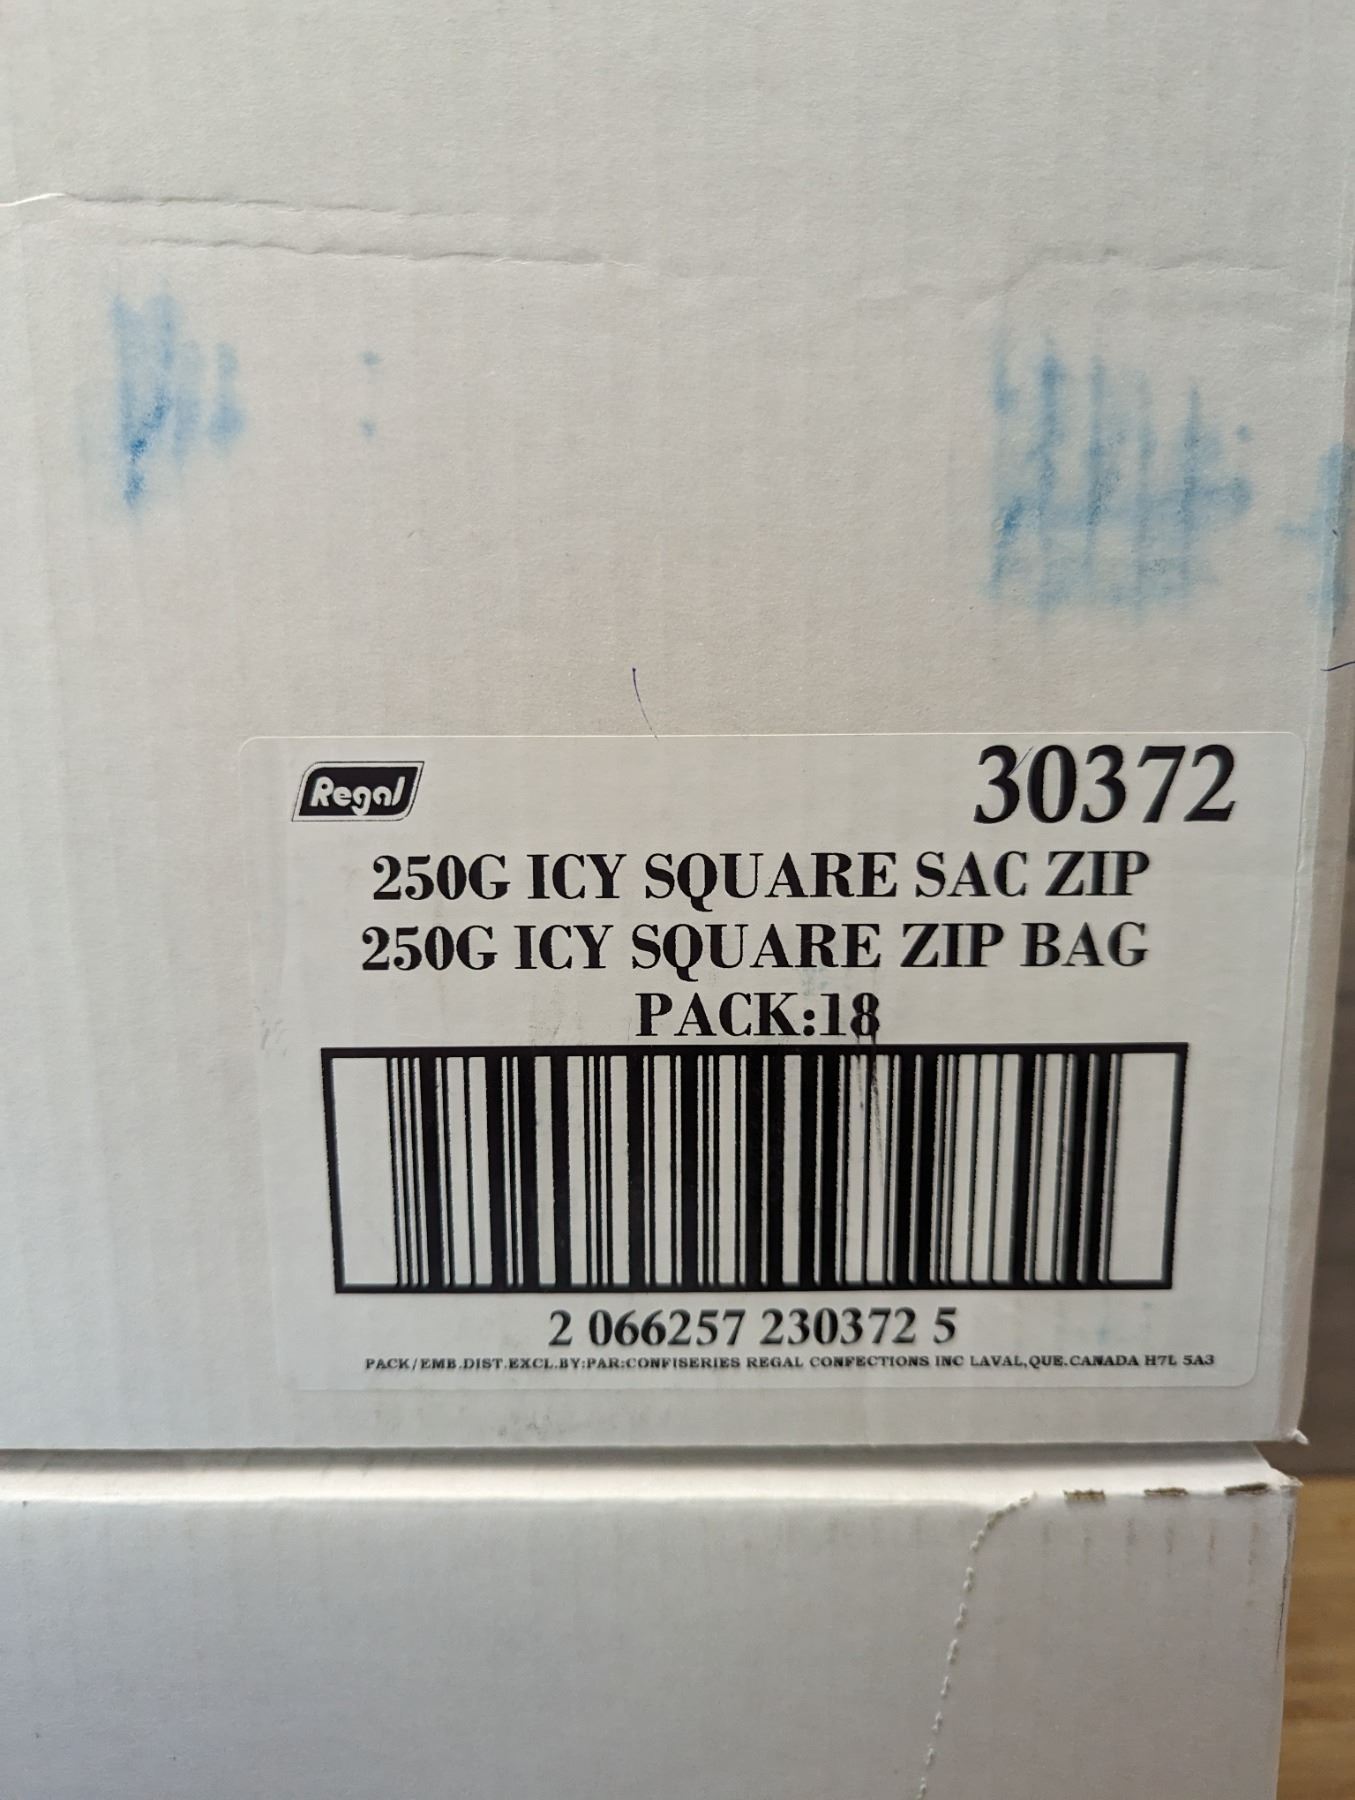 Regal
30372
250G ICY SQUARE SAC ZIP
250G ICY SQUARE ZIP BAG
PACK:18
2 066257 230372 5
PACK/EMB.DIST.EXCL.BY:PAR:CONFISERIES REGAL CONFECTIONS INC LAVAL,QUE.CANADA H7L 5A3